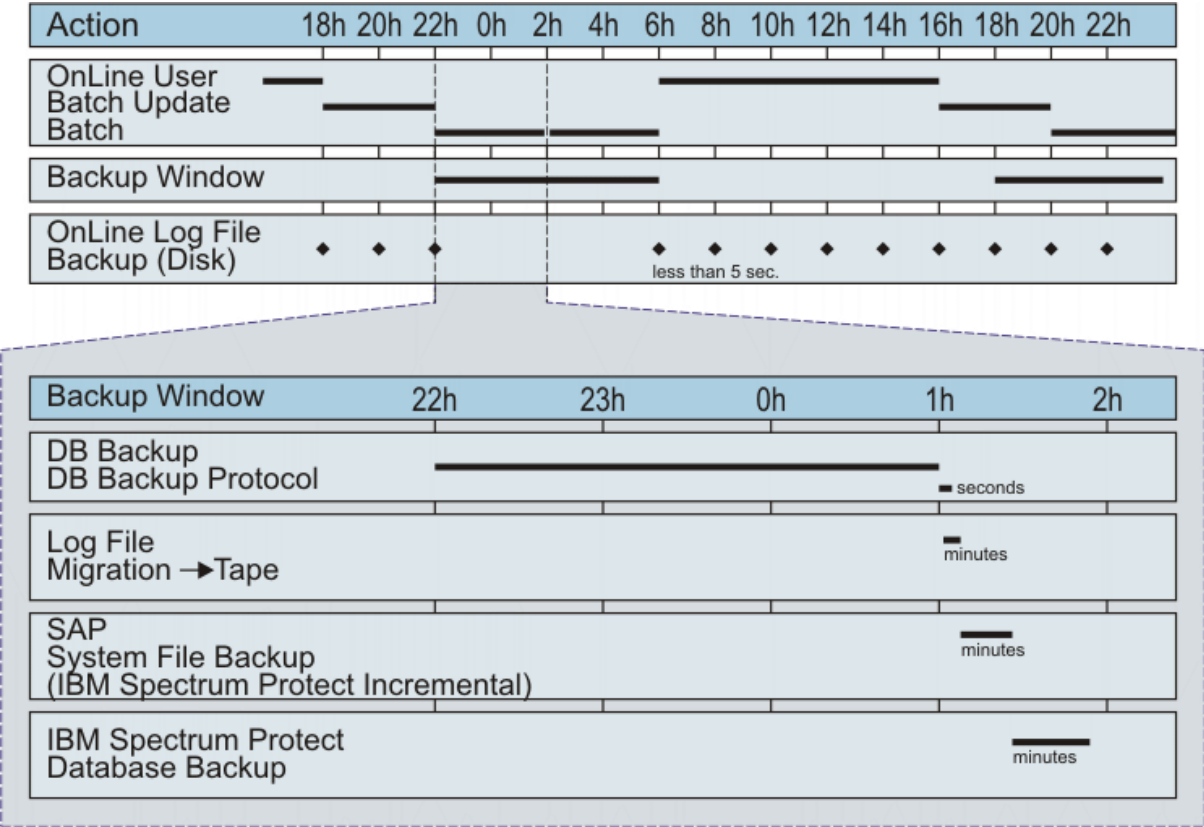 Action 18h 20h 22h 0h 2h 4h 6h 8h 10h 12h 14h 16h 18h 20h 22h
OnLine User
Batch Update
Batch
Backup Window
OnLine Log File
Backup (Disk)
less than 5 sec.
Backup Window 22h 23h 0h 1h 2h
DB Backup
DB Backup Protocol
seconds
Log File
Migration → Tape
minutes
SAP
System File Backup
(IBM Spectrum Protect Incremental)
minutes
IBM Spectrum Protect
Database Backup
minutes